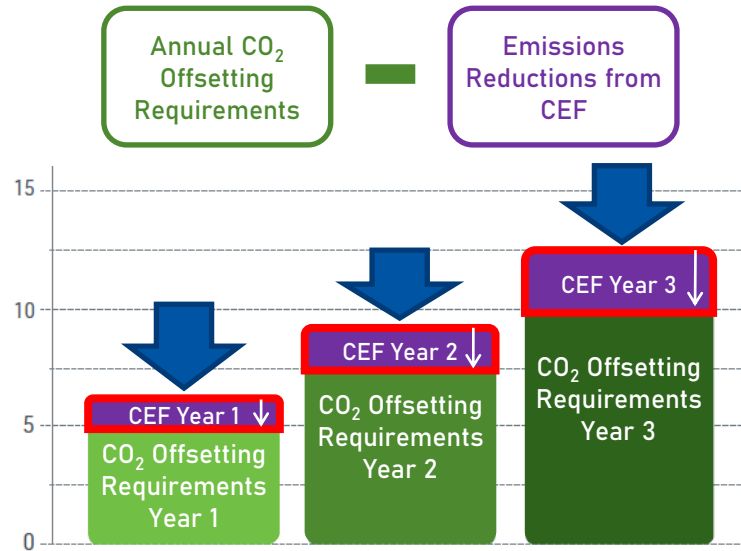 Annual CO₂
Offsetting
Requirements
Emissions
Reductions from
CEF
15
10
5
0
CEF Year 1
CO₂ Offsetting
Requirements
Year 1
CEF Year 2
CO₂ Offsetting
Requirements
Year 2
CEF Year 3
CO₂ Offsetting
Requirements
Year 3